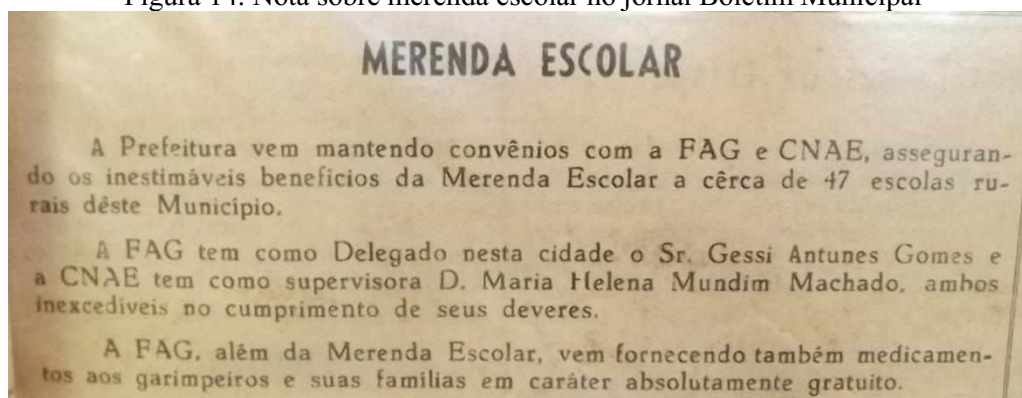 Figura 14. Nota sobre merenda escolar no jornal Boletim Municipal
MERENDA ESCOLAR
A Prefeitura vem mantendo convênios com a FAG e CNAE, asseguran-
do os inestimáveis benefícios da Merenda Escolar a cêrca de 47 escolas ru-
rais dêste Município.
A FAG tem como Delegado nesta cidade o Sr. Gessi Antunes Gomes e
a CNAE tem como supervisora D. Maria Helena Mundim Machado, ambos
inexcedíveis no cumprimento de seus deveres.
A FAG, além da Merenda Escolar, vem fornecendo também medicamen-
tos aos garimpeiros e suas famílias em caráter absolutamente gratuito.